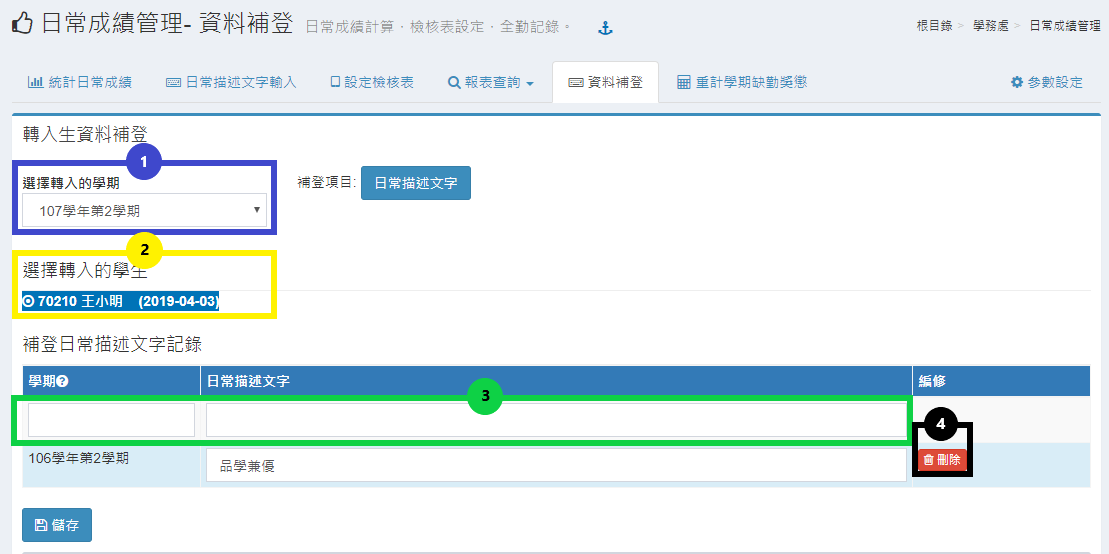 日常成績管理- 資料補登 日常成績計算．檢核表設定．全勤記錄。
根目錄 > 學務處 > 日常成績管理
統計日常成績 日常描述文字輸入 設定檢核表 報表查詢 資料補登 重計學期缺勤獎懲 參數設定
轉入生資料補登
1
選擇轉入的學期
補登項目: 日常描述文字
107學年第2學期
2
選擇轉入的學生
70210 王小明 (2019-04-03)
補登日常描述文字記錄
學期 日常描述文字 編修
3
4
106學年第2學期 品學兼優 刪除
儲存